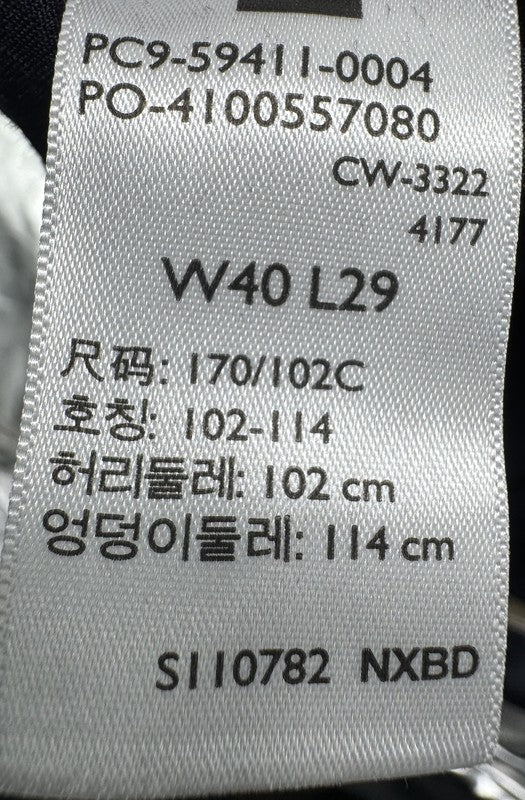 PC9-59411-0004
PO-4100557080
CW-3322
4177
W40 L29
尺码: 170/102C
호칭: 102-114
허리둘레: 102 cm
엉덩이둘레: 114 cm
S110782 NXBD